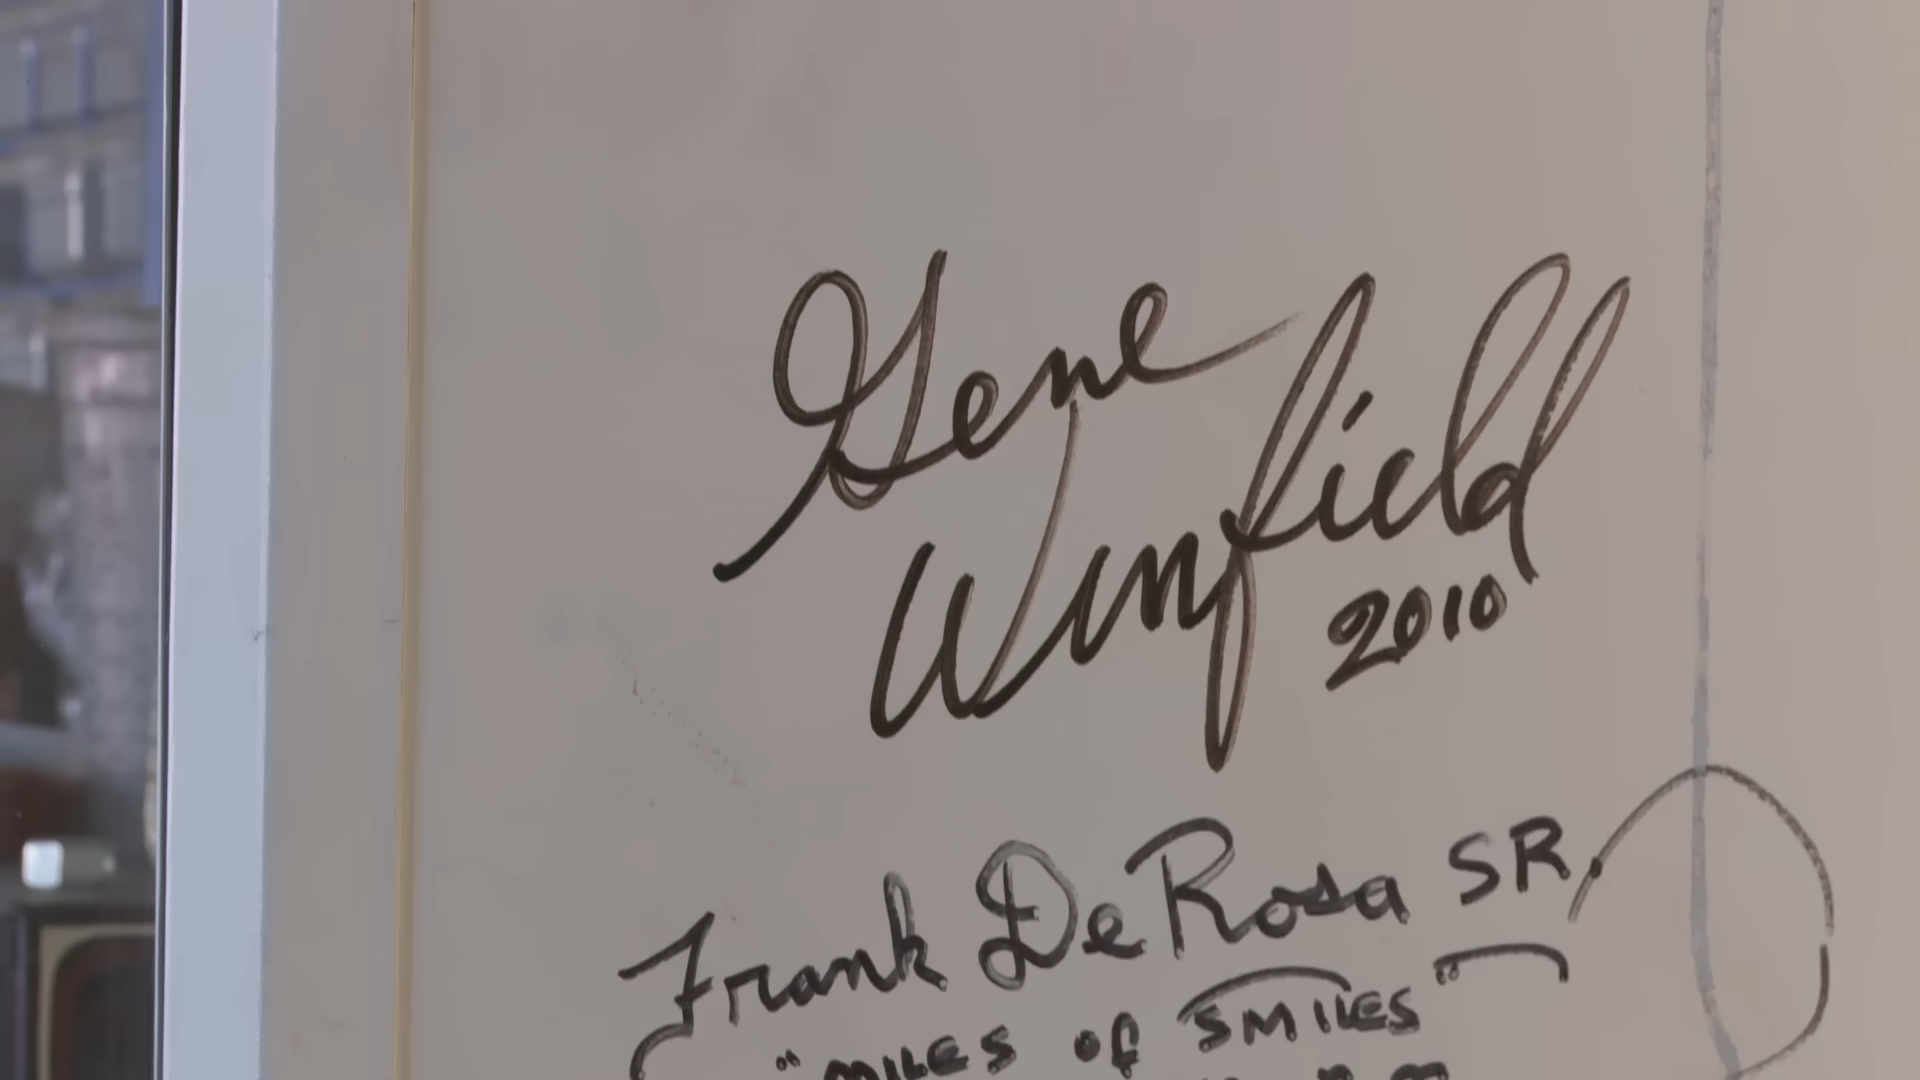 Gene
Winfield
2010
Frank DeRosa SR.
"MILES OF SMILES"